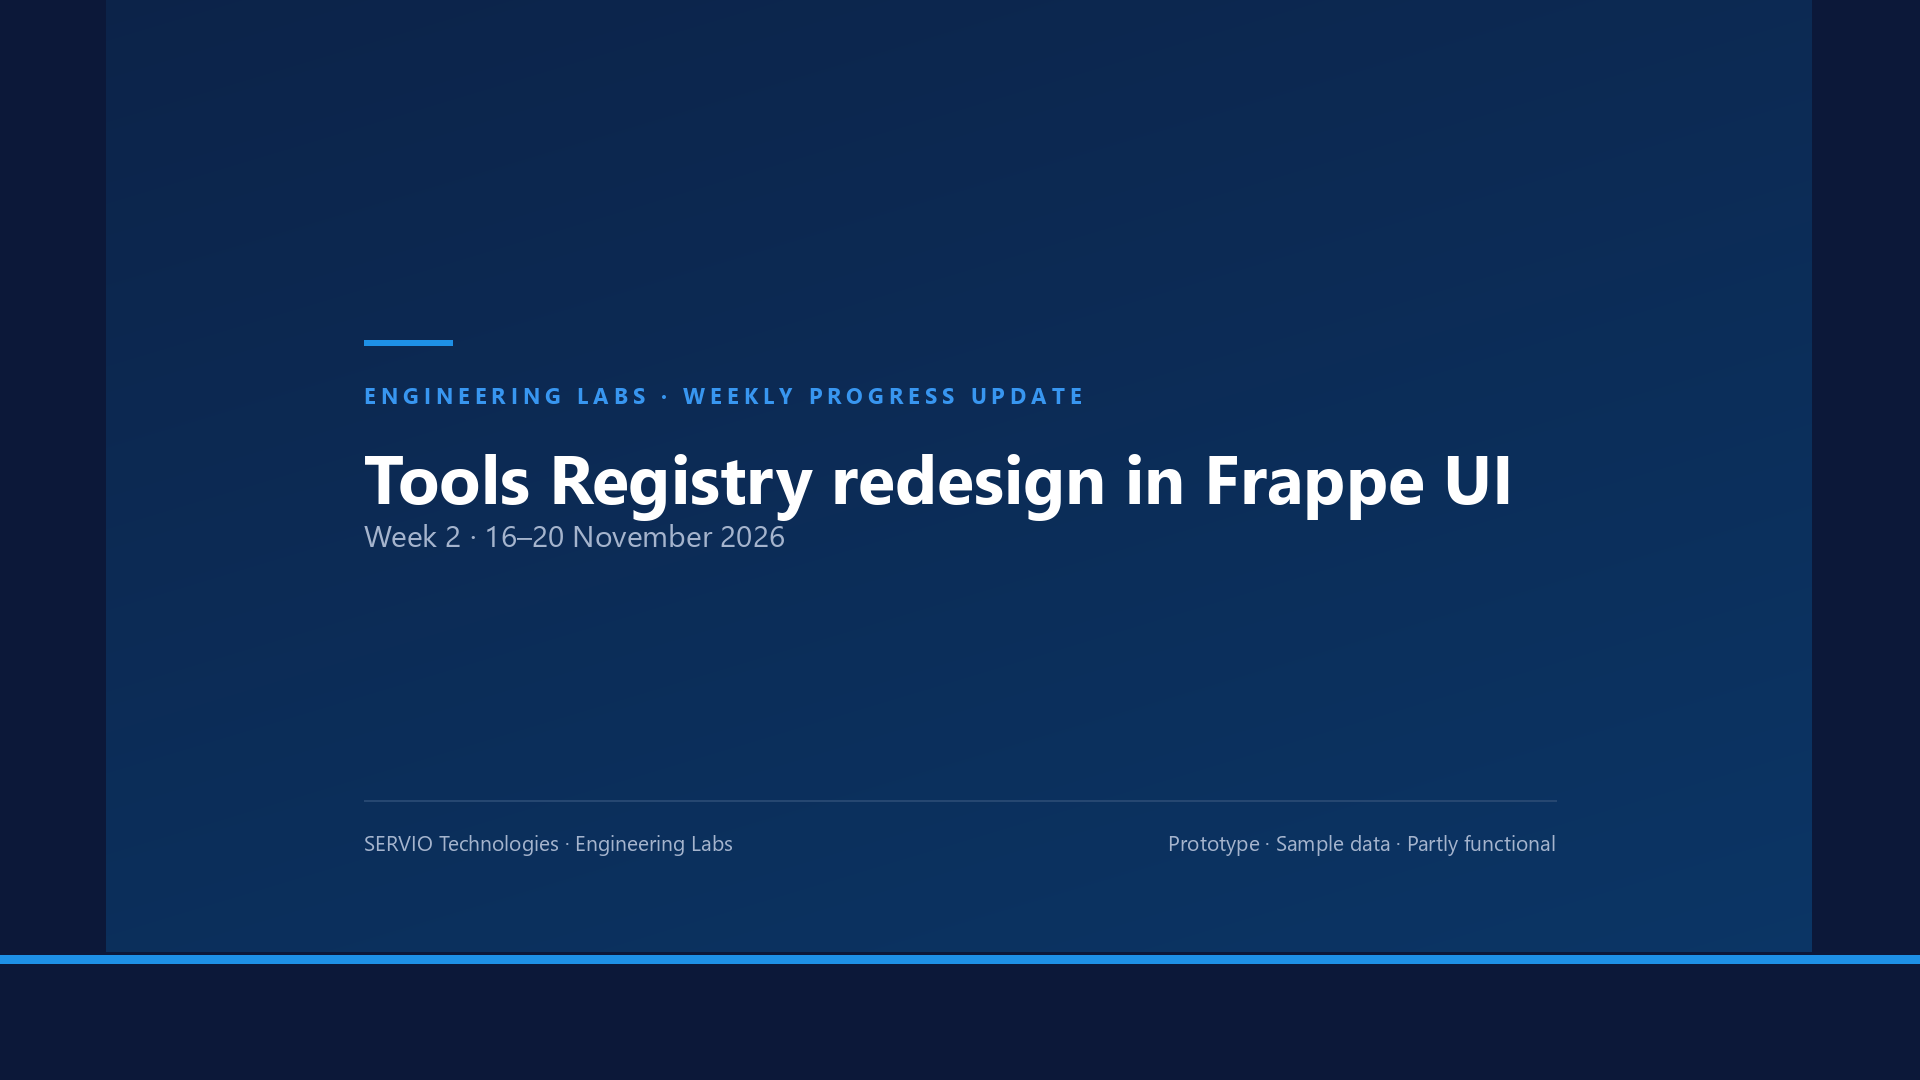 ENGINEERING LABS · WEEKLY PROGRESS UPDATE
Tools Registry redesign in Frappe UI
Week 2 · 16–20 November 2026
SERVIO Technologies · Engineering Labs
Prototype · Sample data · Partly functional